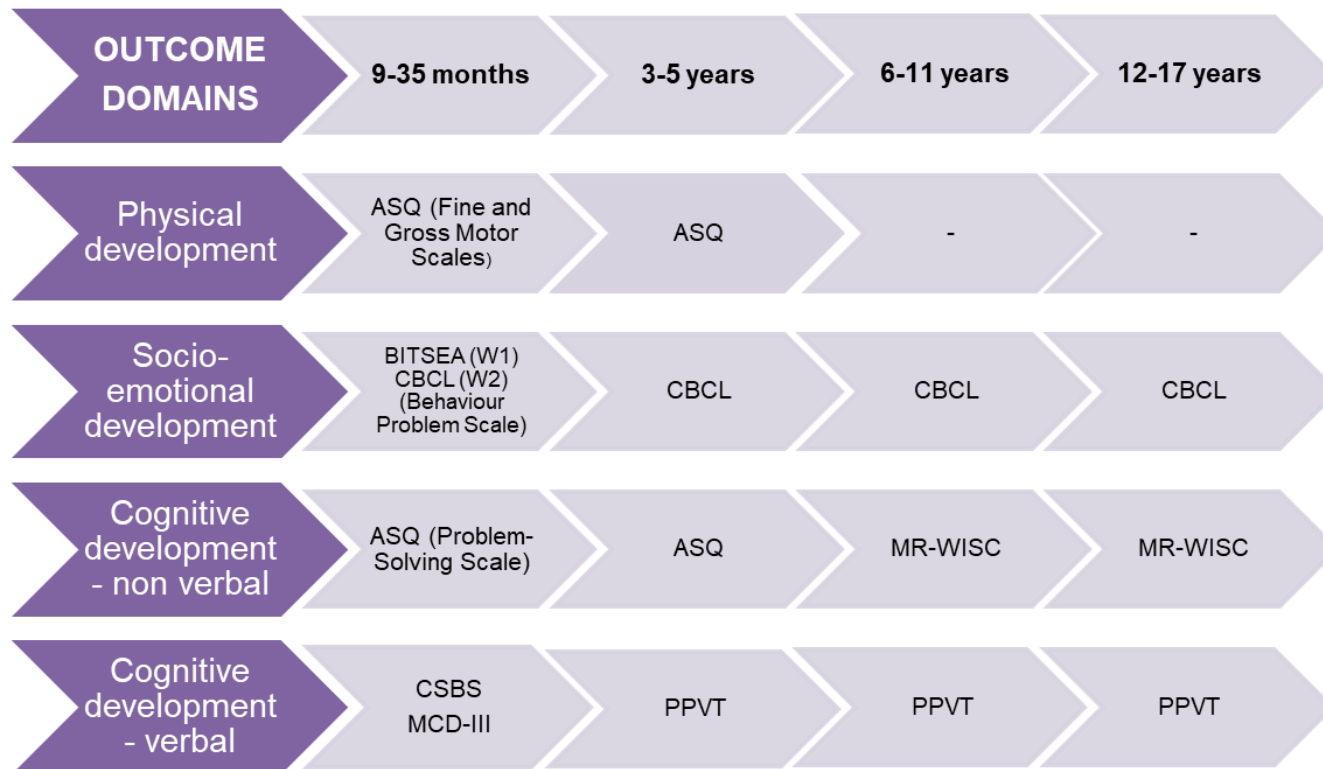 OUTCOME
DOMAINS
9-35 months
3-5 years
6-11 years
12-17 years
Physical
development
ASQ (Fine and
Gross Motor
Scales)
ASQ
-
-
Socio-
emotional
development
BITSEA (W1)
CBCL (W2)
(Behaviour
Problem Scale)
CBCL
CBCL
CBCL
Cognitive
development
- non verbal
ASQ (Problem-
Solving Scale)
ASQ
MR-WISC
MR-WISC
Cognitive
development
- verbal
CSBS
MCD-III
PPVT
PPVT
PPVT